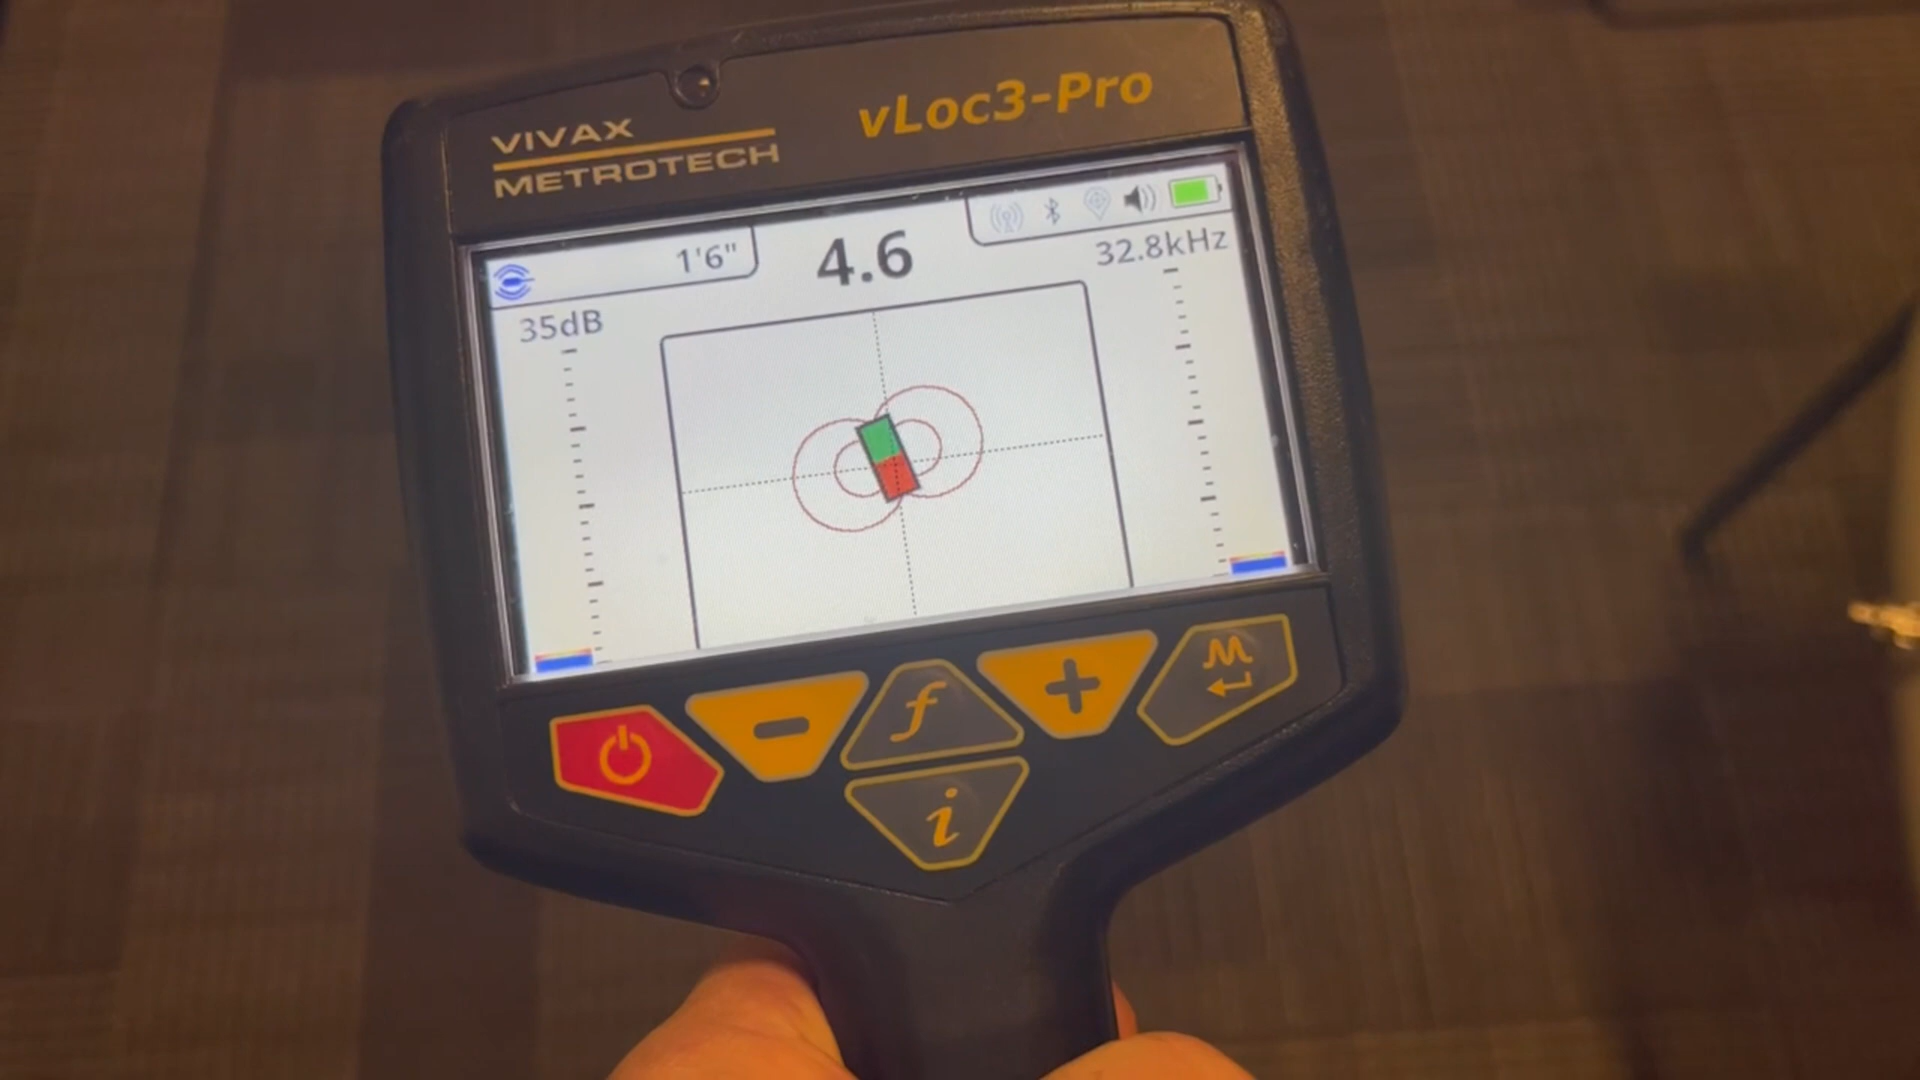 VIVAX
METROTECH
vLoc3-Pro
1'6"
4.6
32.8kHz
35dB
f
i